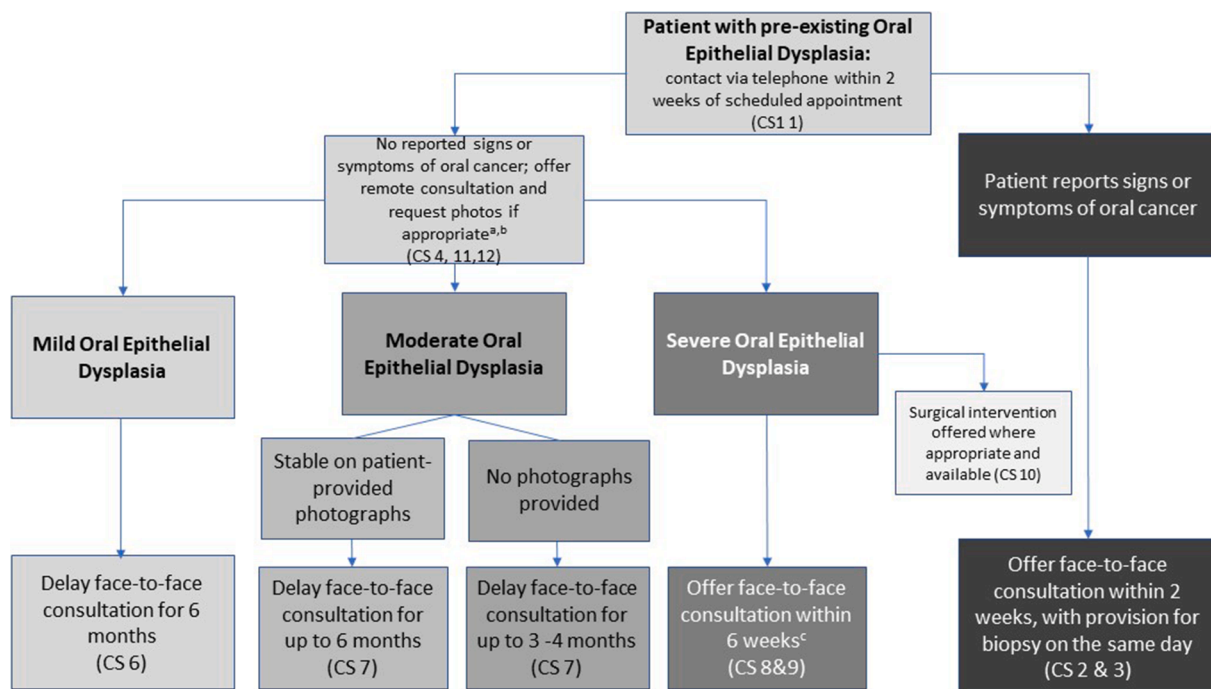 Patient with pre-existing Oral
Epithelial Dysplasia:
contact via telephone within 2
weeks of scheduled appointment
(CS1 1)
No reported signs or
symptoms of oral cancer; offer
remote consultation and
request photos if
appropriateᵃ,ᵇ
(CS 4, 11,12)
Patient reports signs or
symptoms of oral cancer
Mild Oral Epithelial
Dysplasia
Moderate Oral
Epithelial Dysplasia
Severe Oral Epithelial
Dysplasia
Surgical intervention
offered where
appropriate and
available (CS 10)
Stable on patient-
provided
photographs
No photographs
provided
Delay face-to-face
consultation for 6
months
(CS 6)
Delay face-to-face
consultation for
up to 6 months
(CS 7)
Delay face-to-face
consultation for
up to 3 -4 months
(CS 7)
Offer face-to-face
consultation within
6 weeksᶜ
(CS 8&9)
Offer face-to-face
consultation within 2
weeks, with provision for
biopsy on the same day
(CS 2 & 3)